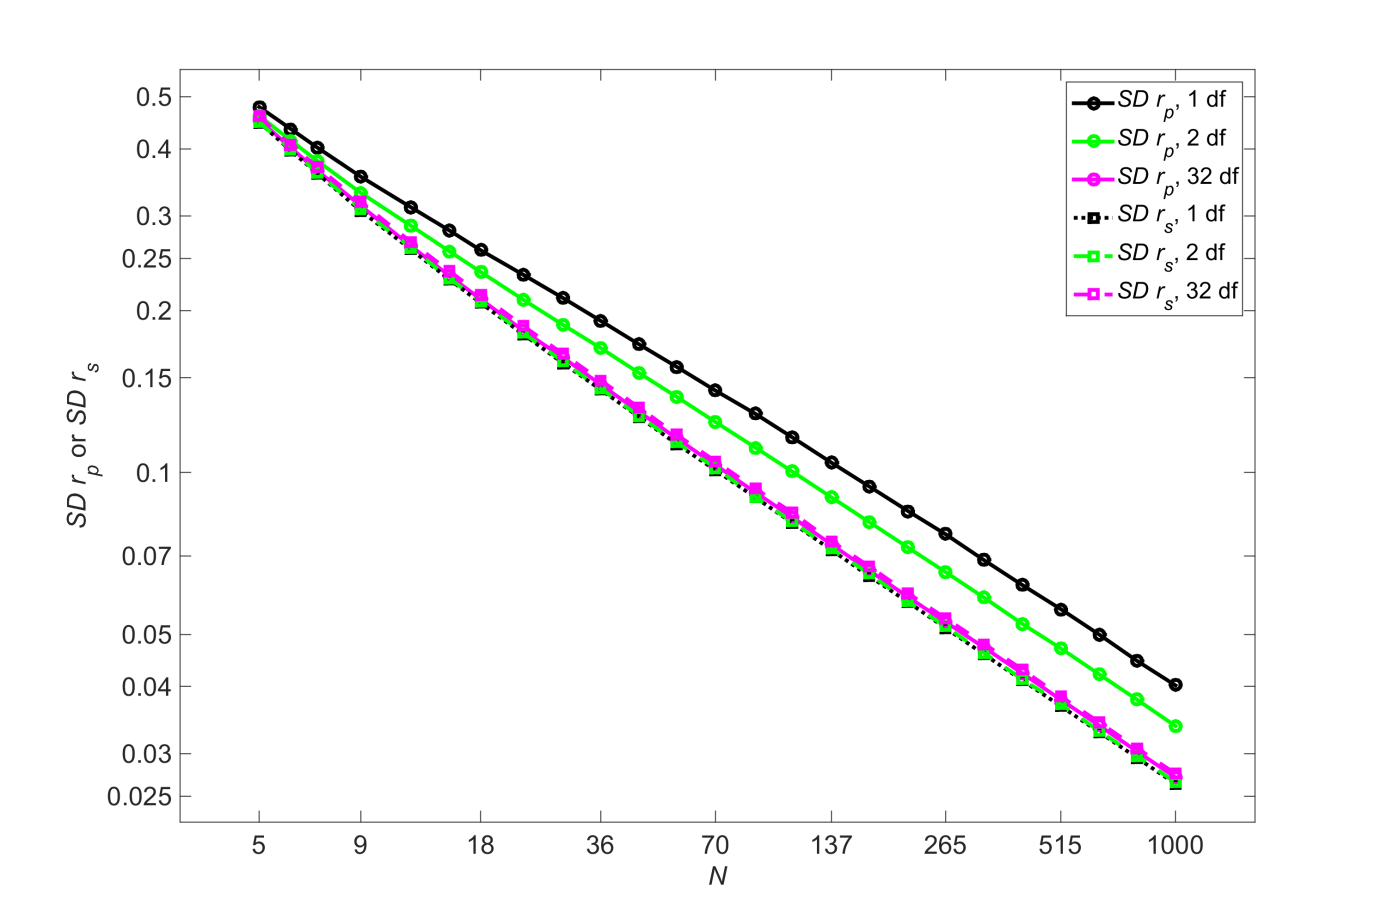 0.5
0.4
0.3
0.25
0.2
0.15
0.1
0.07
0.05
0.04
0.03
0.025
SD r_p or SD r_s
5 9 18 36 70 137 265 515 1000
N
SD r_p, 1 df
SD r_p, 2 df
SD r_p, 32 df
SD r_s, 1 df
SD r_s, 2 df
SD r_s, 32 df